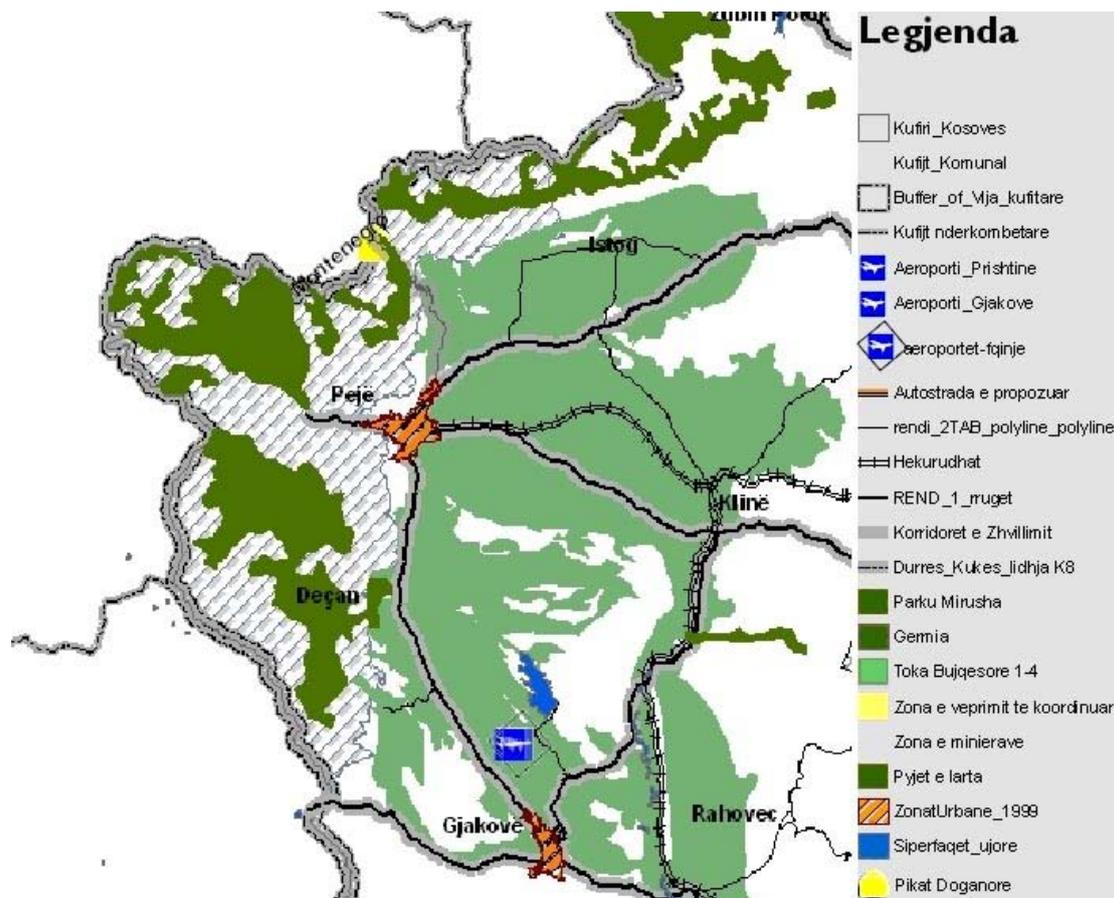 Zubin Potok
Montenegro
Istog
Pejë
Klinë
Deçan
Gjakovë
Rahovec
Legjenda
Kufiri_Kosoves
Kufijt_Komunal
Buffer_of_Vija_kufitare
Kufijt nderkombetare
Aeroporti_Prishtine
Aeroporti_Gjakove
aeroportet-fqinje
Autostrada e propozuar
rendi_2TAB_polyline_polyline
Hekurudhat
REND_1_rruget
Korridoret e Zhvillimit
Durres_Kukes_lidhja K8
Parku Mirusha
Germia
Toka Bujqesore 1-4
Zona e veprimit te koordinuar
Zona e minierave
Pyjet e larta
ZonatUrbane_1999
Siperfaqet_ujore
Pikat Doganore